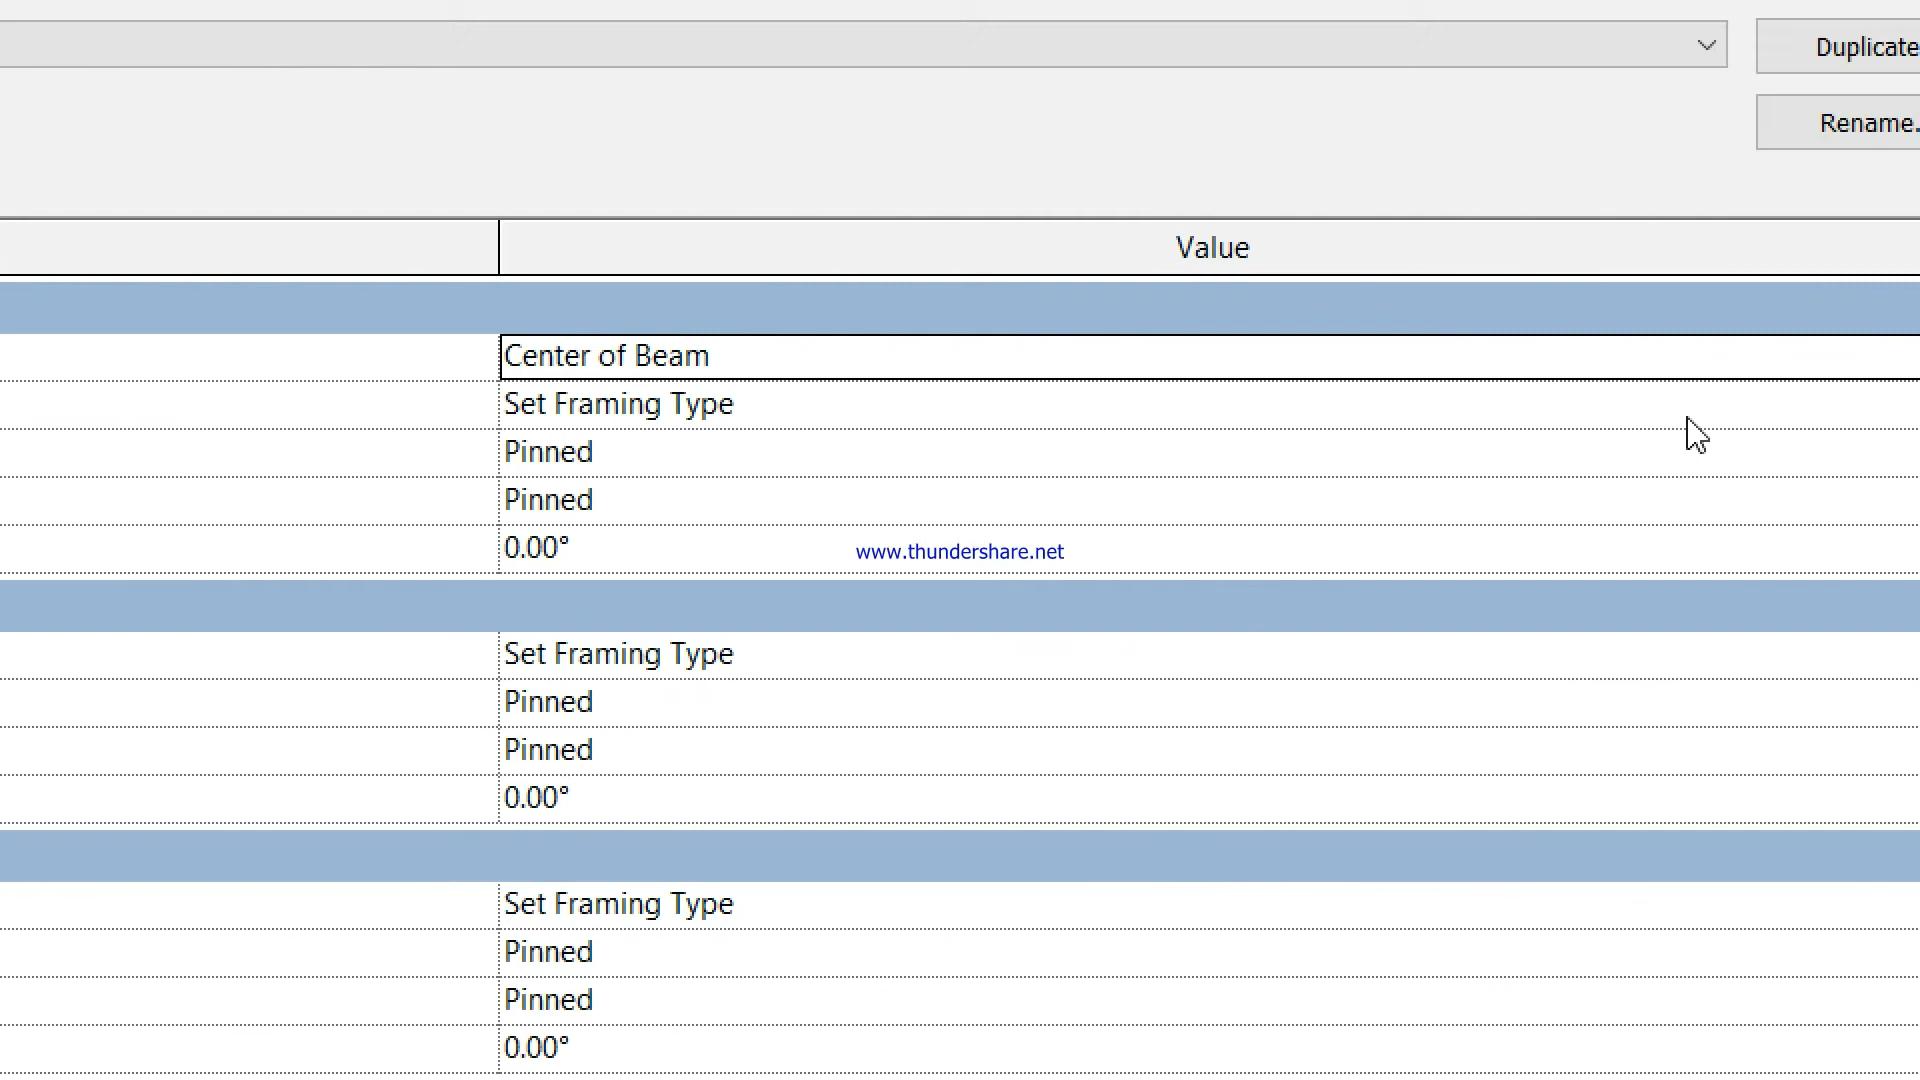 Duplicate
Rename.
Value
Center of Beam
Set Framing Type
Pinned
Pinned
0.00°
www.thundershare.net
Set Framing Type
Pinned
Pinned
0.00°
Set Framing Type
Pinned
Pinned
0.00°